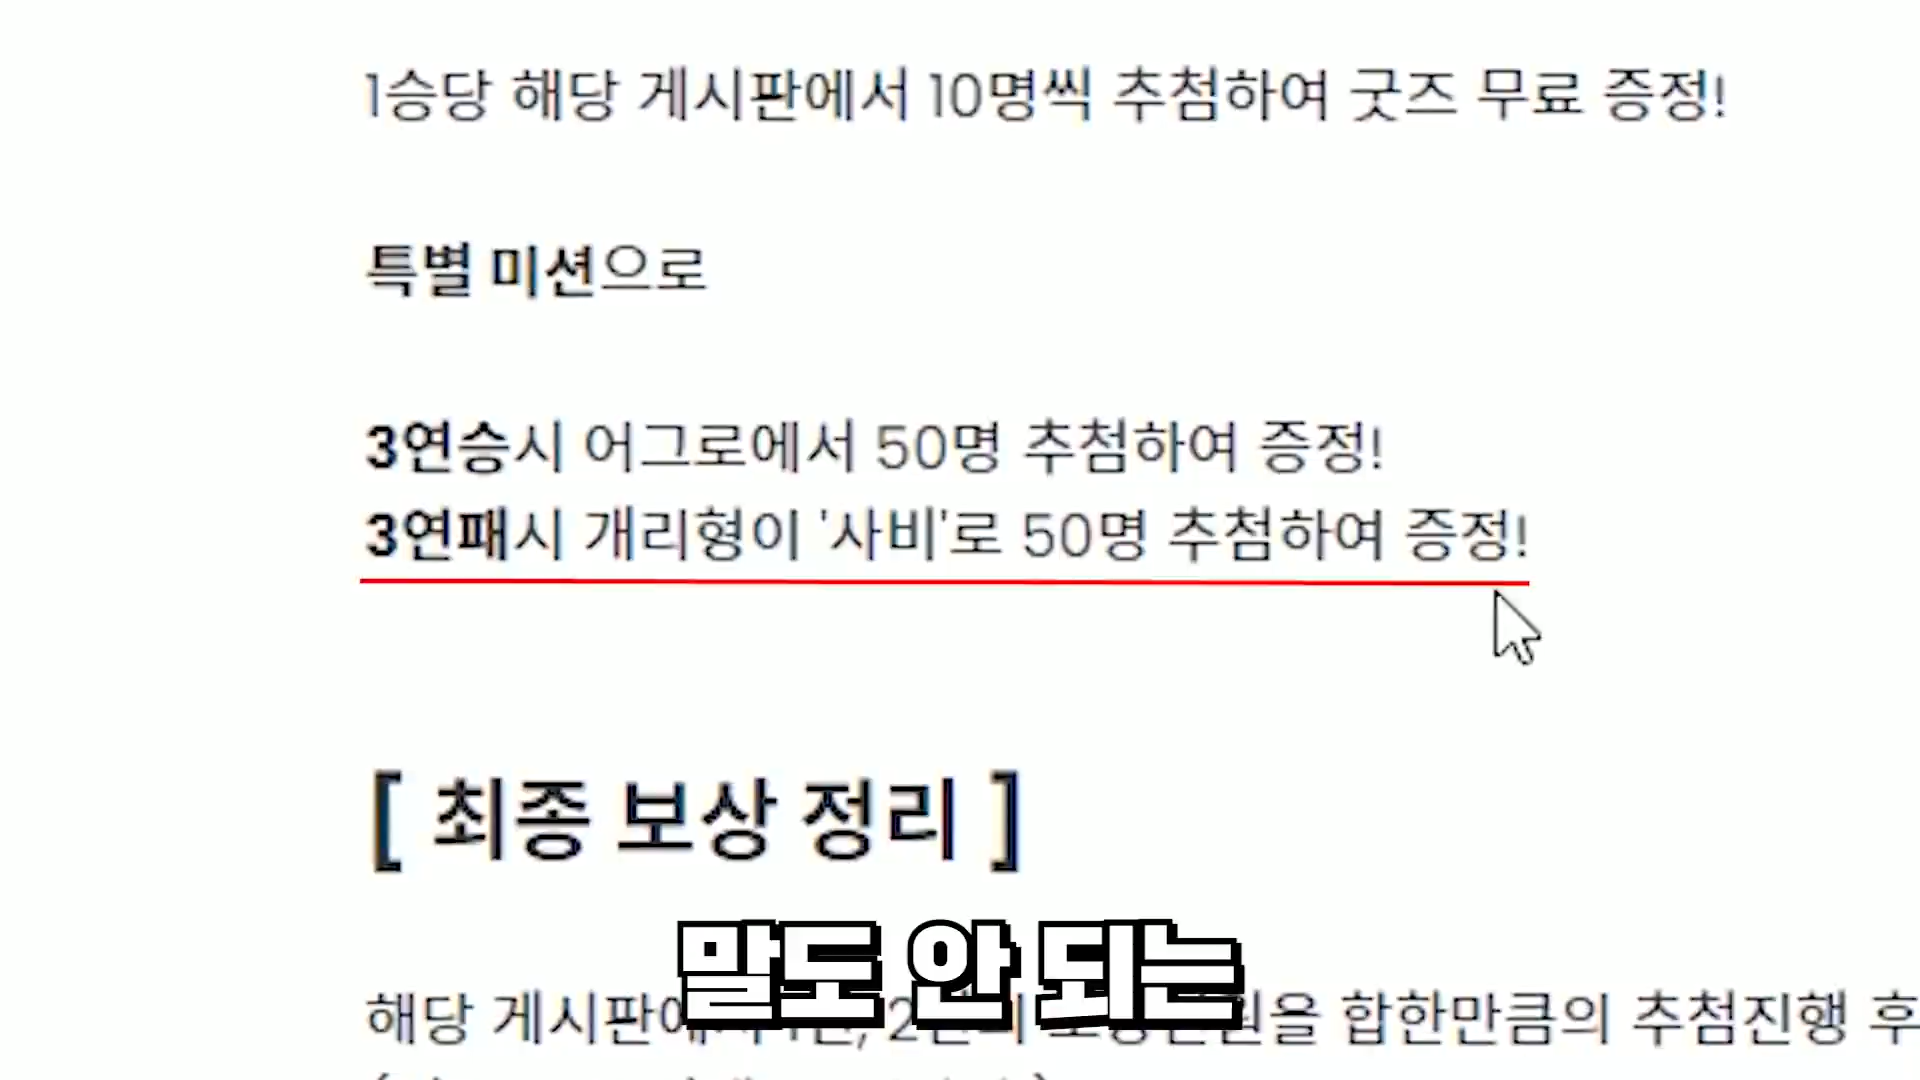 1승당 해당 게시판에서 10명씩 추첨하여 굿즈 무료 증정!
특별 미션으로
3연승시 어그로에서 50명 추첨하여 증정!
3연패시 개리형이 '사비'로 50명 추첨하여 증정!
[ 최종 보상 정리 ]
말도 안 되는
해당 합한만큼의 추첨진행 후